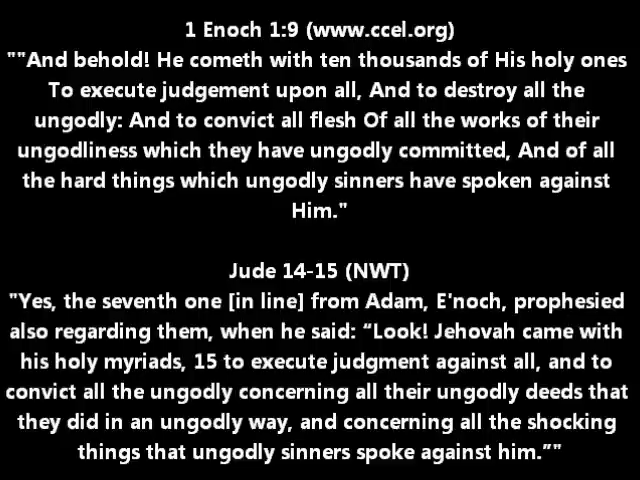 1 Enoch 1:9 (www.ccel.org)
""And behold! He cometh with ten thousands of His holy ones
To execute judgement upon all, And to destroy all the
ungodly: And to convict all flesh Of all the works of their
ungodliness which they have ungodly committed, And of all
the hard things which ungodly sinners have spoken against
Him."
Jude 14-15 (NWT)
"Yes, the seventh one [in line] from Adam, E'noch, prophesied
also regarding them, when he said: “Look! Jehovah came with
his holy myriads, 15 to execute judgment against all, and to
convict all the ungodly concerning all their ungodly deeds that
they did in an ungodly way, and concerning all the shocking
things that ungodly sinners spoke against him.”"